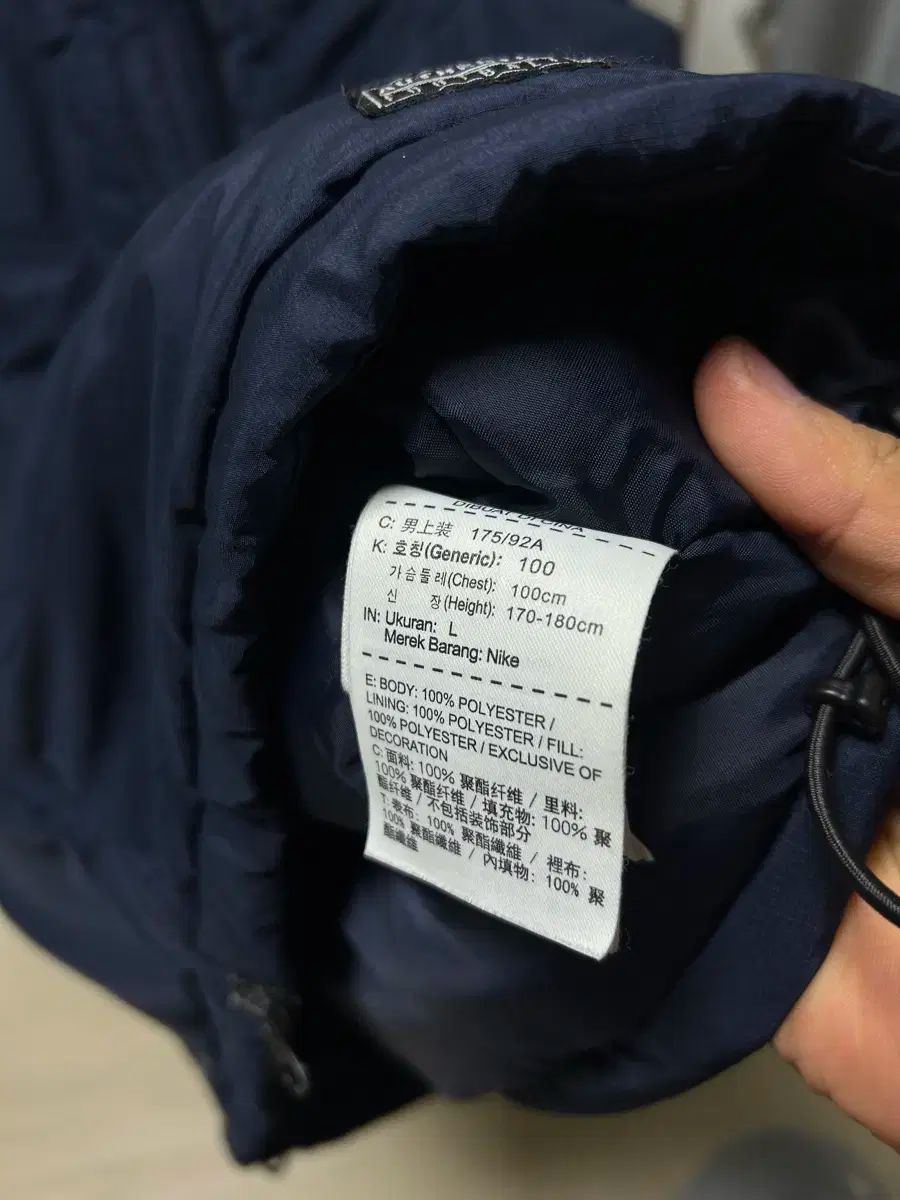 DIBUAT DI CINA
C: 男上装 175/92A
K: 호칭(Generic): 100
가슴둘레(Chest): 100cm
신 장(Height): 170-180cm
IN: Ukuran: L
Merek Barang: Nike
E: BODY: 100% POLYESTER /
LINING: 100% POLYESTER / FILL:
100% POLYESTER / EXCLUSIVE OF
DECORATION
C: 面料: 100% 聚酯纤维 / 里料:
100% 聚酯纤维 / 填充物: 100% 聚
酯纤维 / 不包括装饰部分
T: 表布: 100% 聚酯纖維 / 裡布:
100% 聚酯纖維 / 內填物: 100% 聚
酯纖維